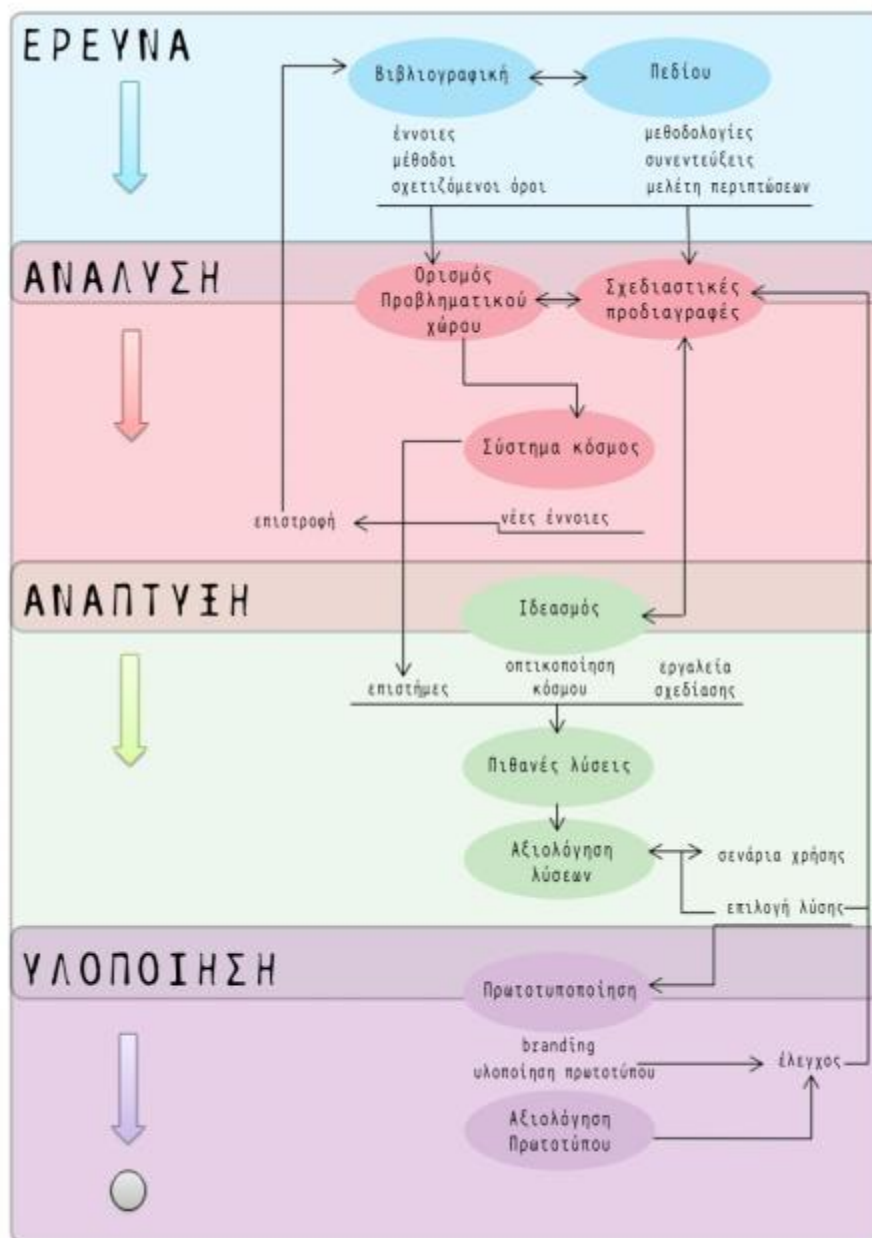 ΕΡΕΥΝΑ
Βιβλιογραφική
Πεδίου
έννοιες
μέθοδοι
σχετιζόμενοι όροι
μεθοδολογίες
συνεντεύξεις
μελέτη περιπτώσεων
ΑΝΑΛΥΣΗ
Ορισμός
Προβληματικού
χώρου
Σχεδιαστικές
προδιαγραφές
Σύστημα κόσμος
επιστροφή
νέες έννοιες
ΑΝΑΠΤΥΞΗ
Ιδεασμός
επιστήμες
οπτικοποίηση
κόσμου
εργαλεία
σχεδίασης
Πιθανές λύσεις
Αξιολόγηση
λύσεων
σενάρια χρήσης
επιλογή λύσης
ΥΛΟΠΟΙΗΣΗ
Πρωτοτυποποίηση
branding
υλοποίηση πρωτοτύπου
έλεγχος
Αξιολόγηση
Πρωτοτύπου